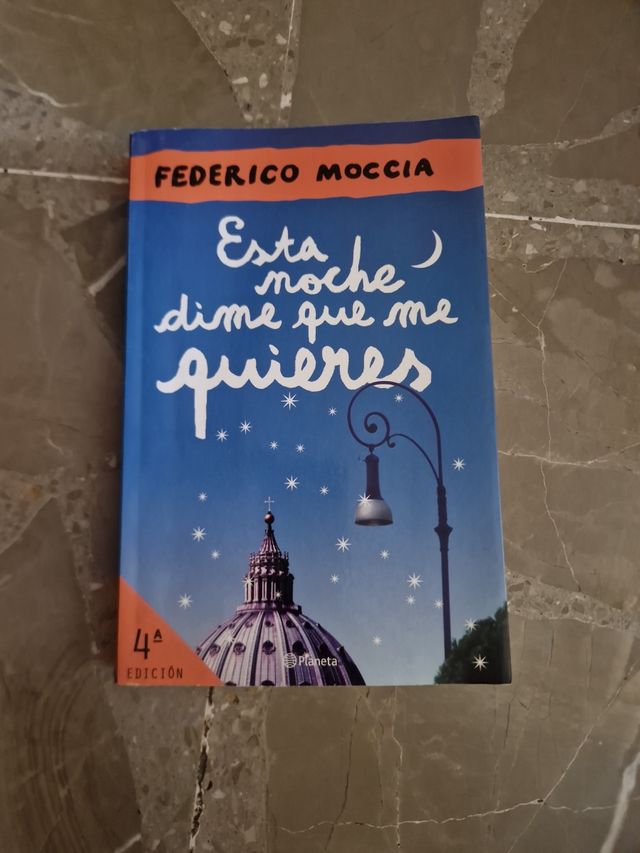 FEDERICO MOCCIA
Esta
noche
dime que me
quieres
4ª
EDICIÓN
Planeta